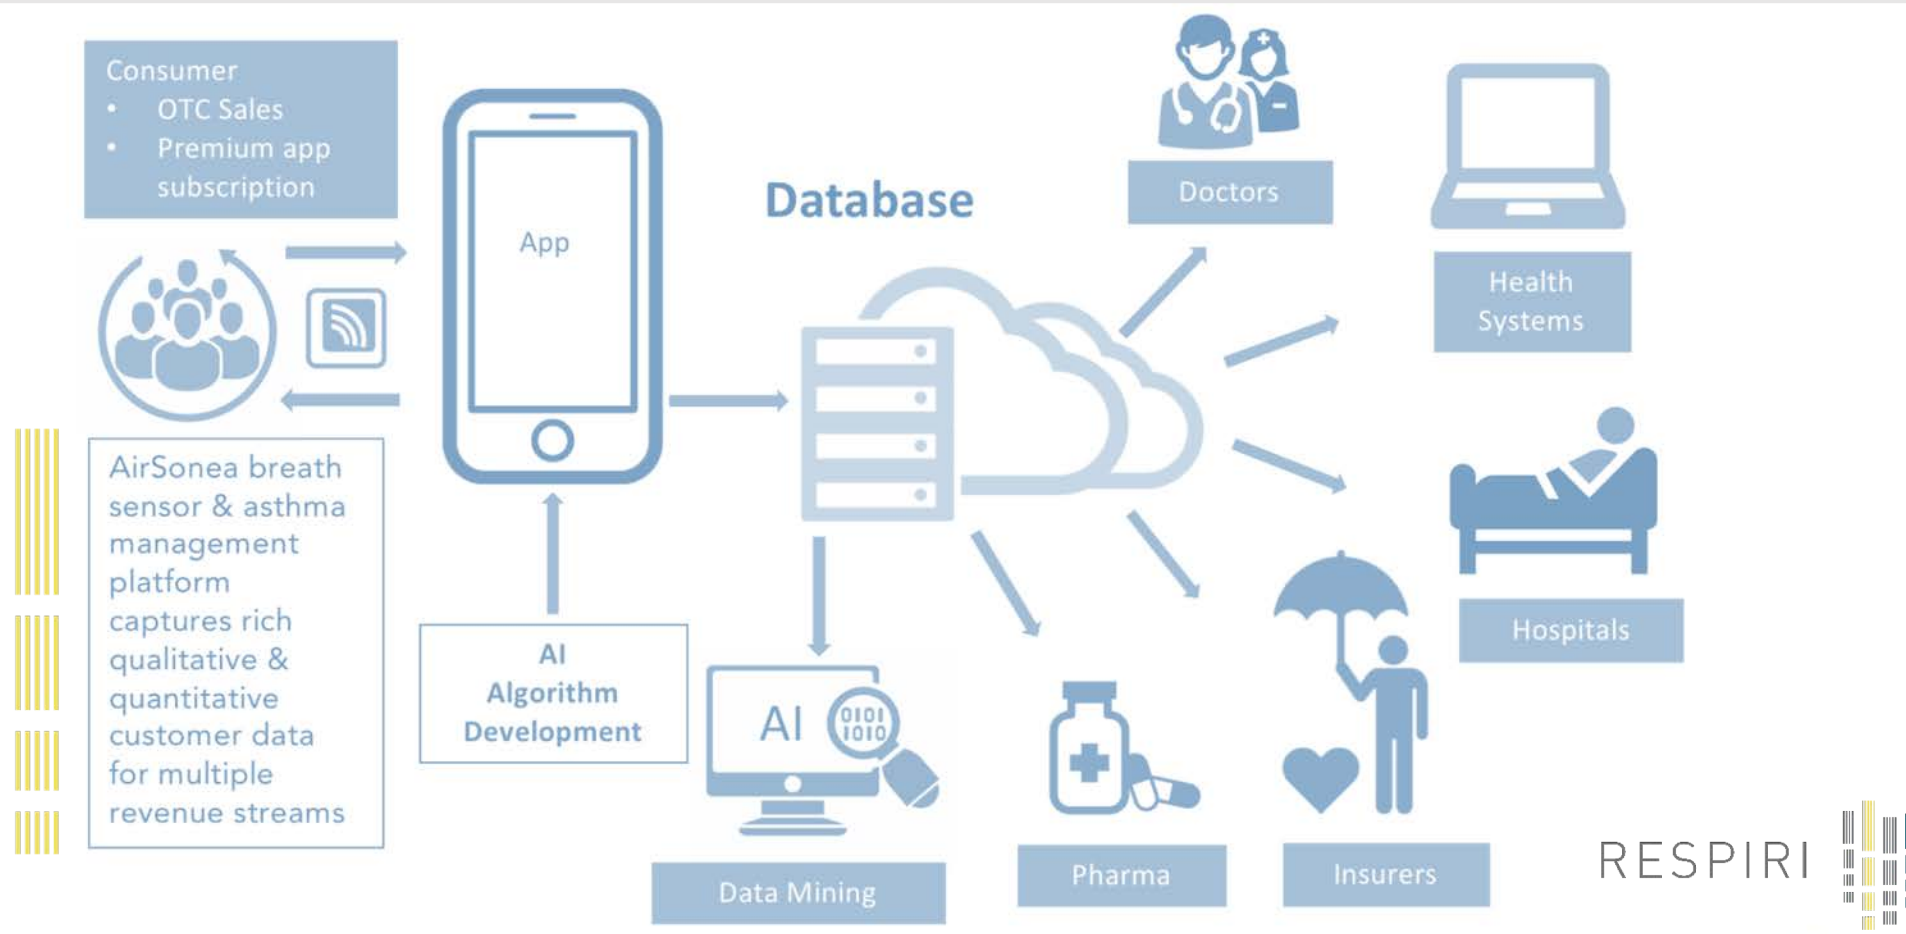 Consumer
• OTC Sales
• Premium app
subscription
App
Database
Doctors
Health
Systems
AirSonea breath
sensor & asthma
management
platform
captures rich
qualitative &
quantitative
customer data
for multiple
revenue streams
AI
Algorithm
Development
AI
0101
1010
Data Mining
Pharma
Insurers
Hospitals
RESPIRI